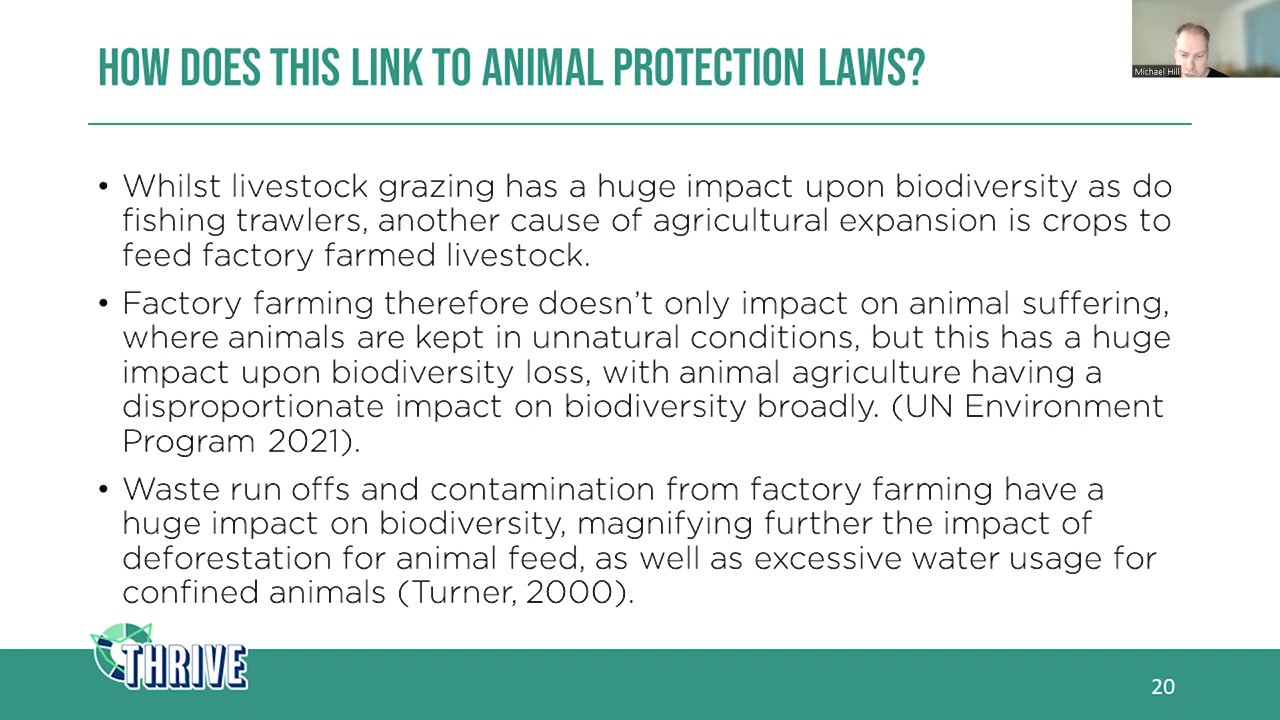 HOW DOES THIS LINK TO ANIMAL PROTECTION LAWS?
Michael Hill
• Whilst livestock grazing has a huge impact upon biodiversity as do
fishing trawlers, another cause of agricultural expansion is crops to
feed factory farmed livestock.
• Factory farming therefore doesn’t only impact on animal suffering,
where animals are kept in unnatural conditions, but this has a huge
impact upon biodiversity loss, with animal agriculture having a
disproportionate impact on biodiversity broadly. (UN Environment
Program 2021).
• Waste run offs and contamination from factory farming have a
huge impact on biodiversity, magnifying further the impact of
deforestation for animal feed, as well as excessive water usage for
confined animals (Turner, 2000).
THRIVE
20